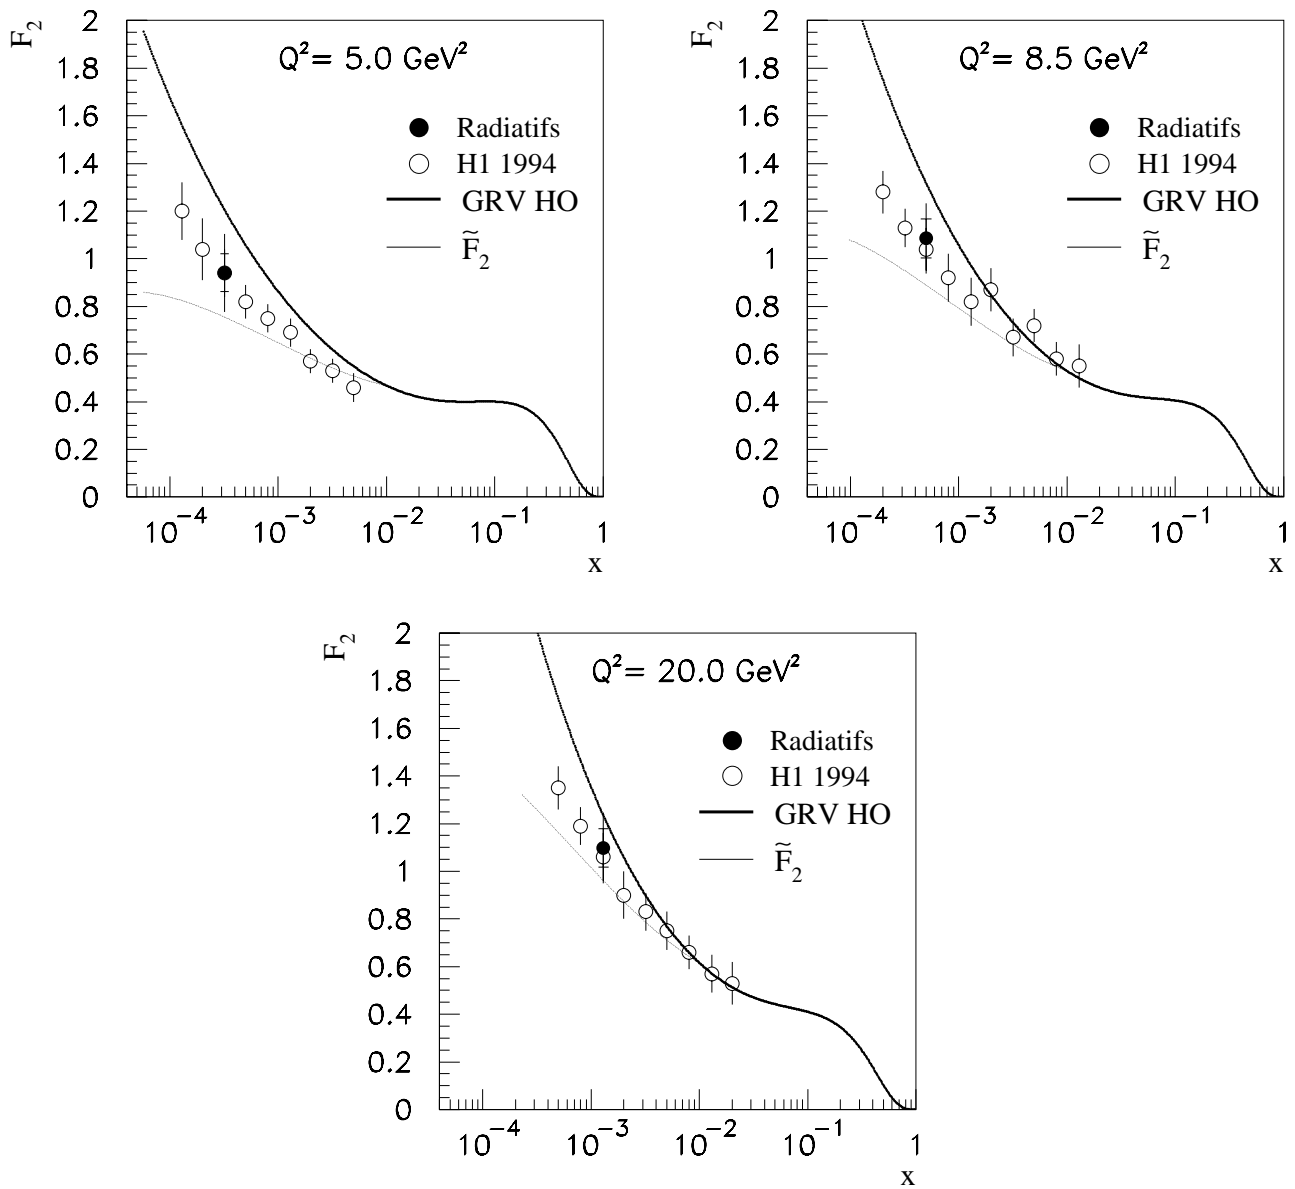 F₂
Q²= 5.0 GeV²
Radiatifs
H1 1994
GRV HO
F̃₂
2
1.8
1.6
1.4
1.2
1
0.8
0.6
0.4
0.2
0
10⁻⁴ 10⁻³ 10⁻² 10⁻¹ 1
x
F₂
Q²= 8.5 GeV²
Radiatifs
H1 1994
GRV HO
F̃₂
2
1.8
1.6
1.4
1.2
1
0.8
0.6
0.4
0.2
0
10⁻⁴ 10⁻³ 10⁻² 10⁻¹ 1
x
F₂
Q²= 20.0 GeV²
Radiatifs
H1 1994
GRV HO
F̃₂
2
1.8
1.6
1.4
1.2
1
0.8
0.6
0.4
0.2
0
10⁻⁴ 10⁻³ 10⁻² 10⁻¹ 1
x